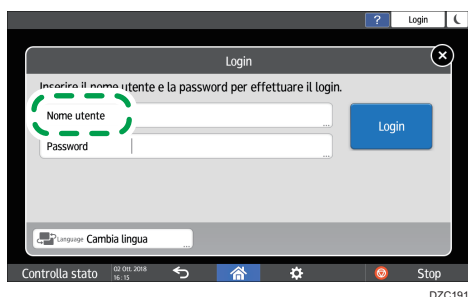 ? Login
Login
Inserire il nome utente e la password per effettuare il login.
Nome utente
...
Login
Password
...
Language Cambia lingua
...
Controlla stato 02 Ott. 2018 Stop
16: 15
DZC191